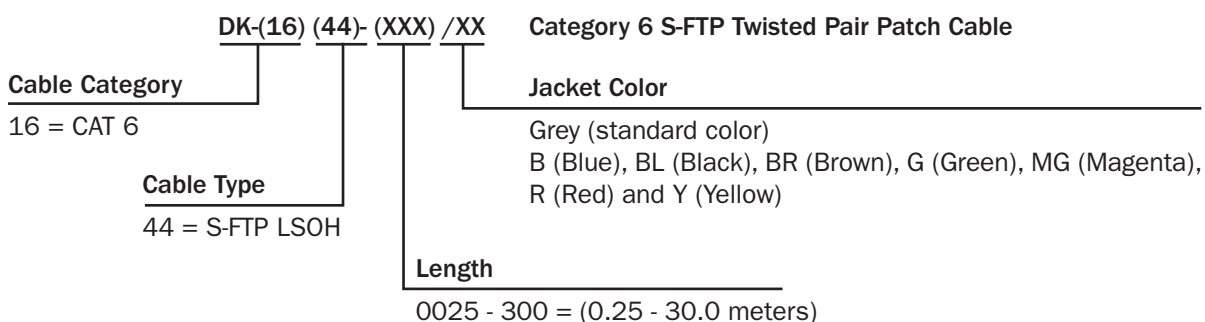 DK-(16) (44)- (XXX) /XX Category 6 S-FTP Twisted Pair Patch Cable
Cable Category
16 = CAT 6
Jacket Color
Grey (standard color)
B (Blue), BL (Black), BR (Brown), G (Green), MG (Magenta),
R (Red) and Y (Yellow)
Cable Type
44 = S-FTP LSOH
Length
0025 - 300 = (0.25 - 30.0 meters)